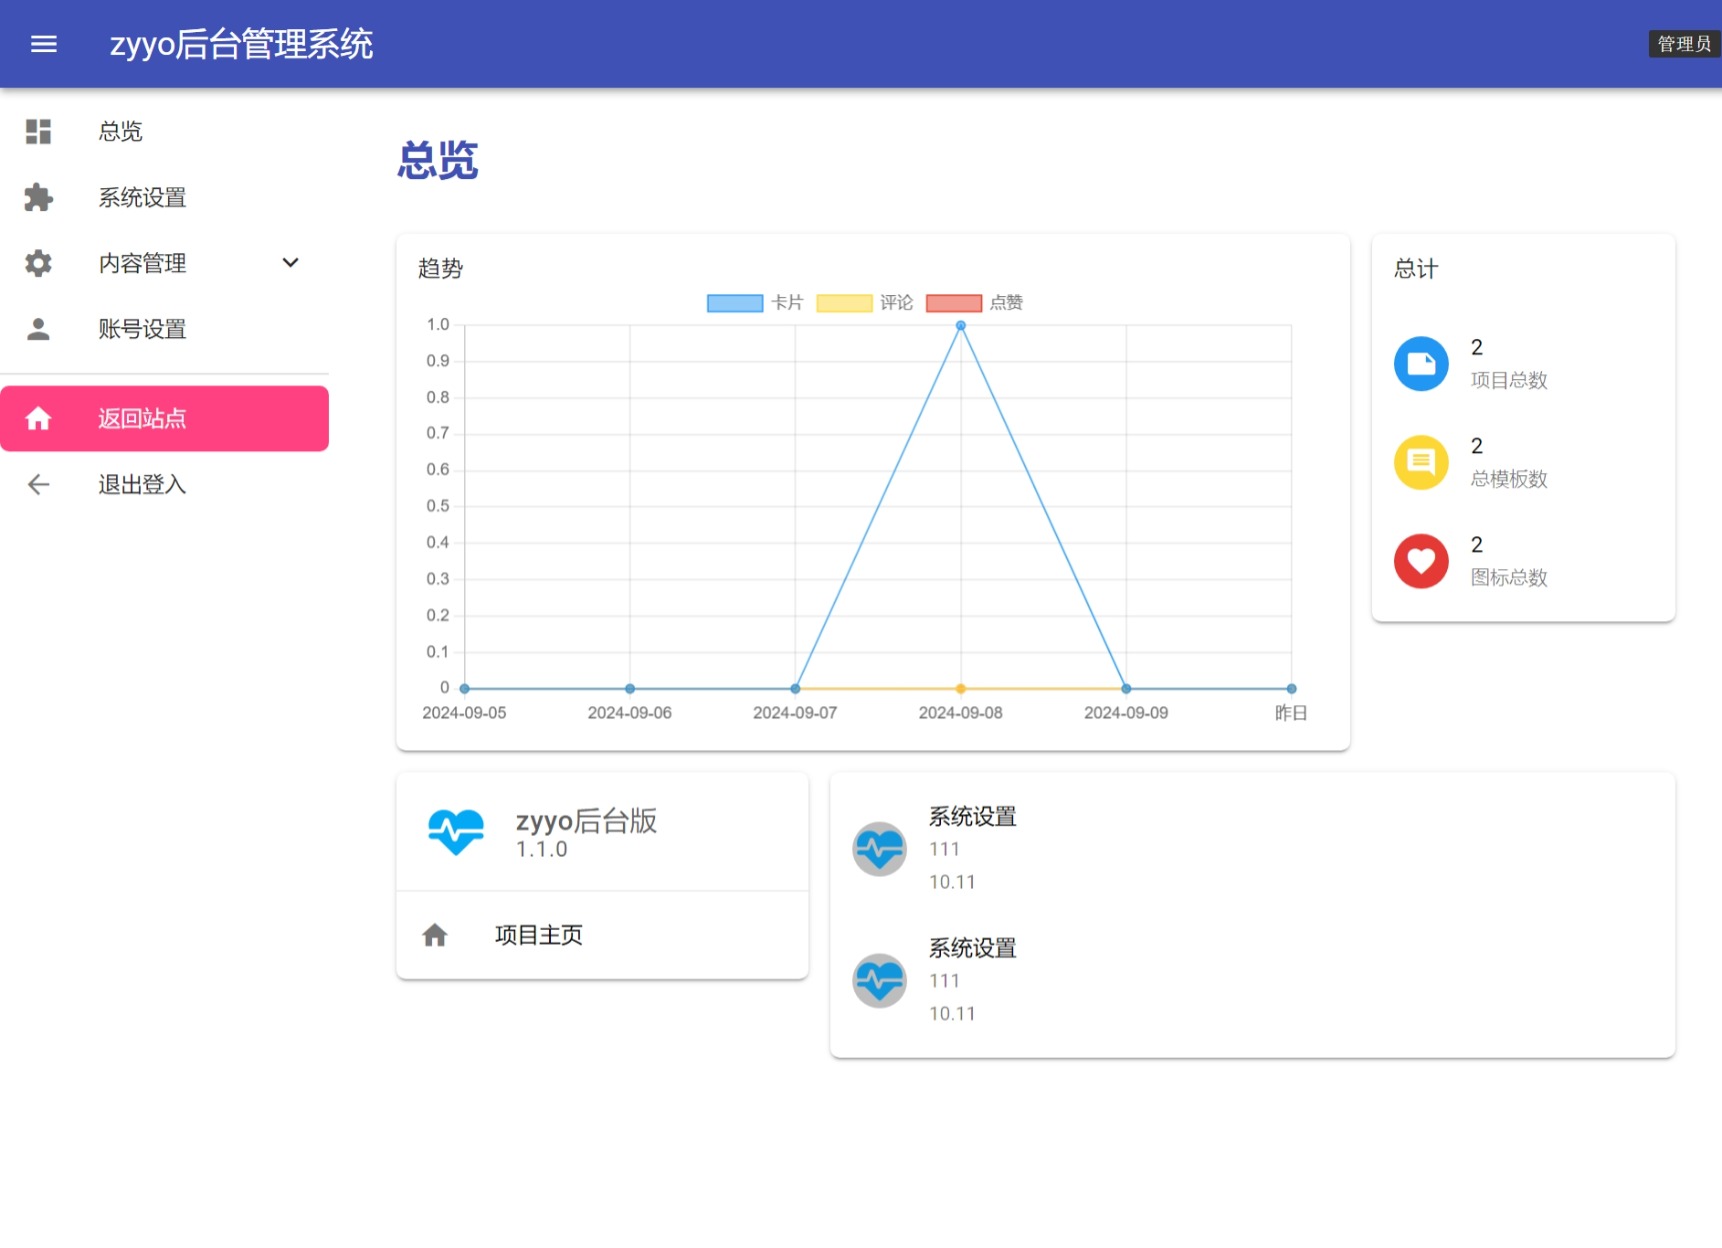 zyyo后台管理系统
管理员
总览
系统设置
内容管理
账号设置
返回站点
退出登入
总览
趋势
卡片 评论 点赞
1.0
0.9
0.8
0.7
0.6
0.5
0.4
0.3
0.2
0.1
0
2024-09-05 2024-09-06 2024-09-07 2024-09-08 2024-09-09 昨日
总计
2
项目总数
2
总模板数
2
图标总数
zyyo后台版
1.1.0
项目主页
系统设置
111
10.11
系统设置
111
10.11